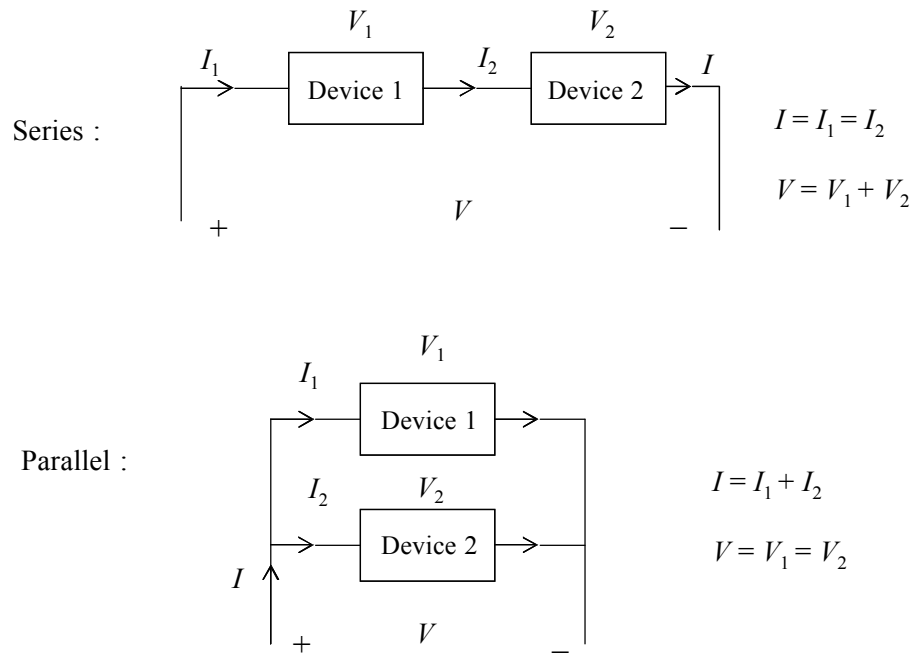 V₁ V₂
I₁ I₂ I
Device 1 Device 2
Series :
I = I₁ = I₂
V = V₁ + V₂
+ V −
V₁
I₁
Device 1
Parallel :
I₂ V₂
I = I₁ + I₂
Device 2
V = V₁ = V₂
I
+ V −